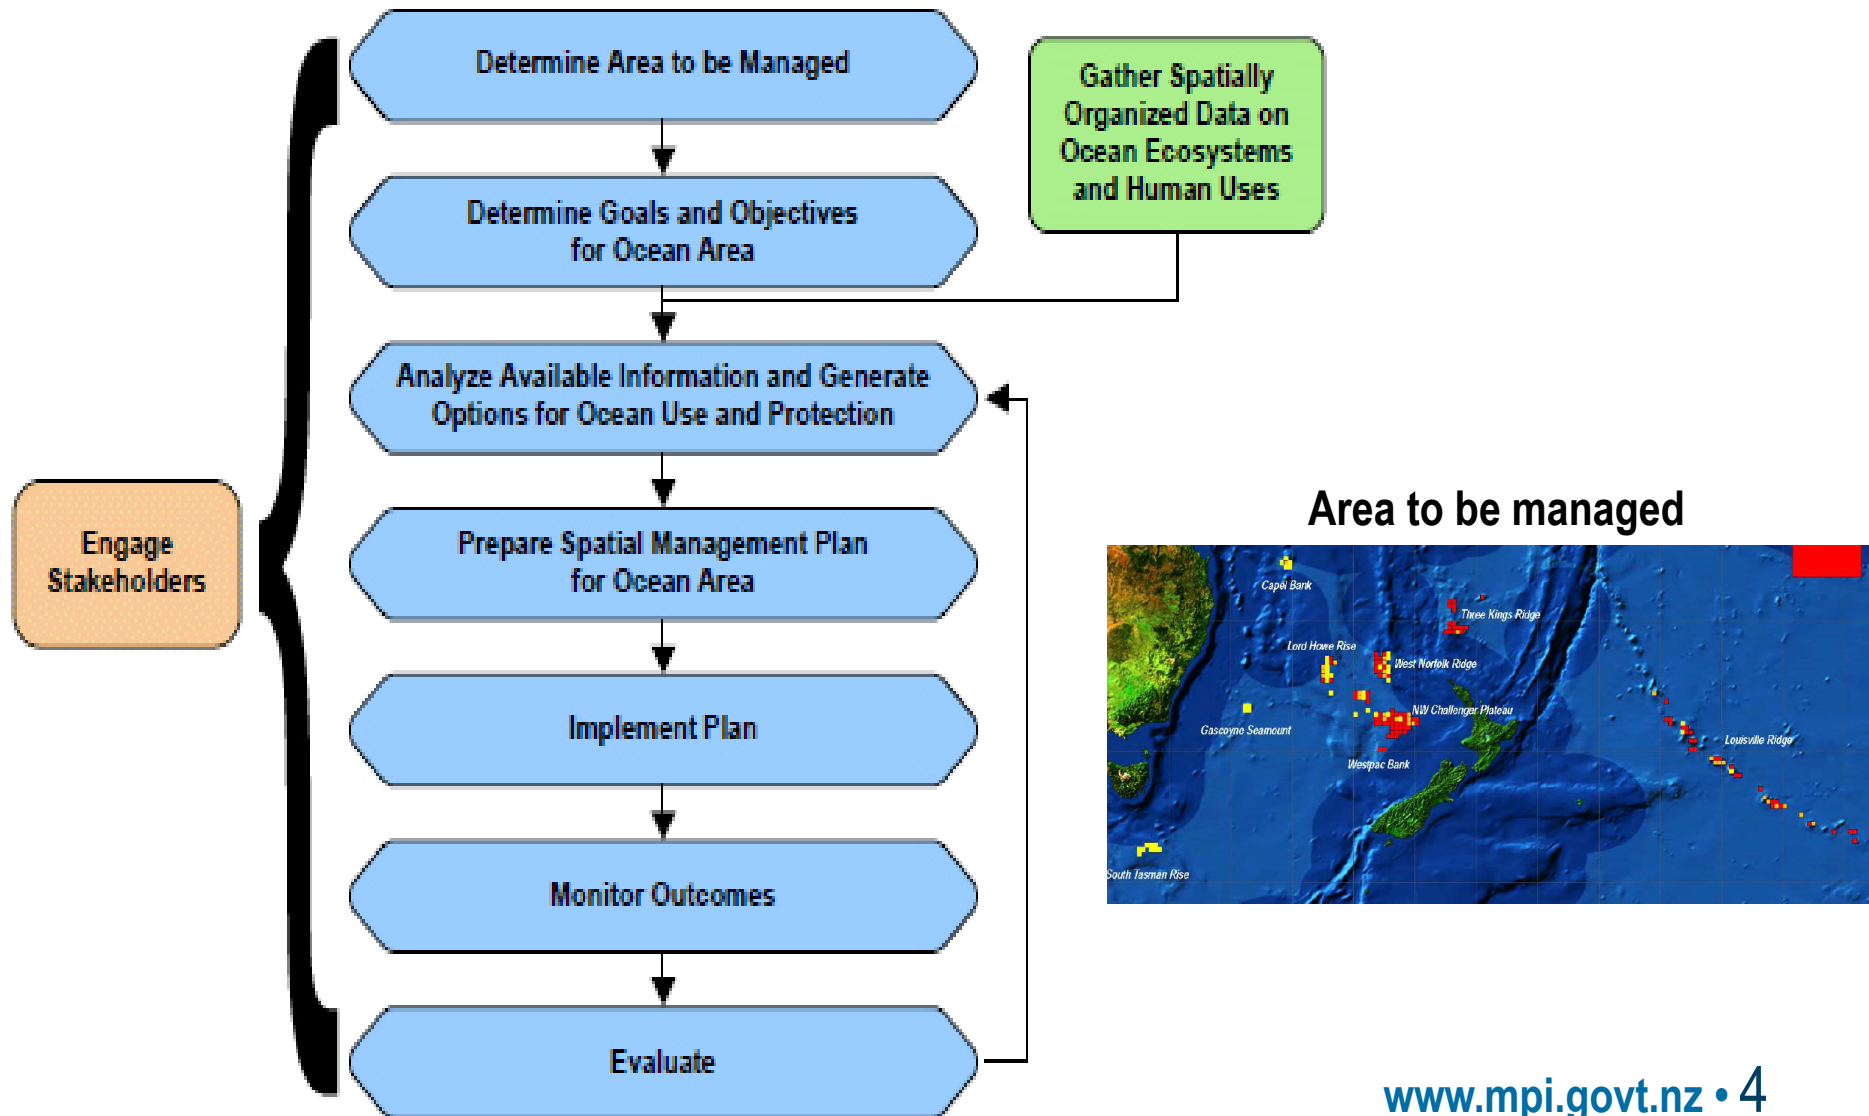 Determine Area to be Managed
Gather Spatially
Organized Data on
Ocean Ecosystems
and Human Uses
Determine Goals and Objectives
for Ocean Area
Analyze Available Information and Generate
Options for Ocean Use and Protection
Engage
Stakeholders
Prepare Spatial Management Plan
for Ocean Area
Implement Plan
Monitor Outcomes
Evaluate
Area to be managed
Capel Bank
Three Kings Ridge
Lord Howe Rise
West Norfolk Ridge
NW Challenger Plateau
Gascoyne Seamount
Louisville Ridge
Westpac Bank
South Tasman Rise
www.mpi.govt.nz • 4